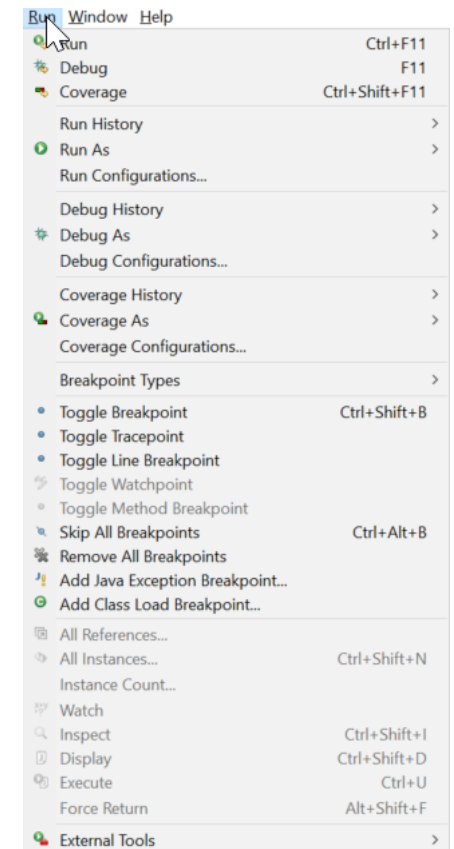 Run Window Help
Run Ctrl+F11
Debug F11
Coverage Ctrl+Shift+F11
Run History
Run As
Run Configurations...
Debug History
Debug As
Debug Configurations...
Coverage History
Coverage As
Coverage Configurations...
Breakpoint Types
Toggle Breakpoint Ctrl+Shift+B
Toggle Tracepoint
Toggle Line Breakpoint
Toggle Watchpoint
Toggle Method Breakpoint
Skip All Breakpoints Ctrl+Alt+B
Remove All Breakpoints
Add Java Exception Breakpoint...
Add Class Load Breakpoint...
All References...
All Instances... Ctrl+Shift+N
Instance Count...
Watch
Inspect Ctrl+Shift+I
Display Ctrl+Shift+D
Execute Ctrl+U
Force Return Alt+Shift+F
External Tools